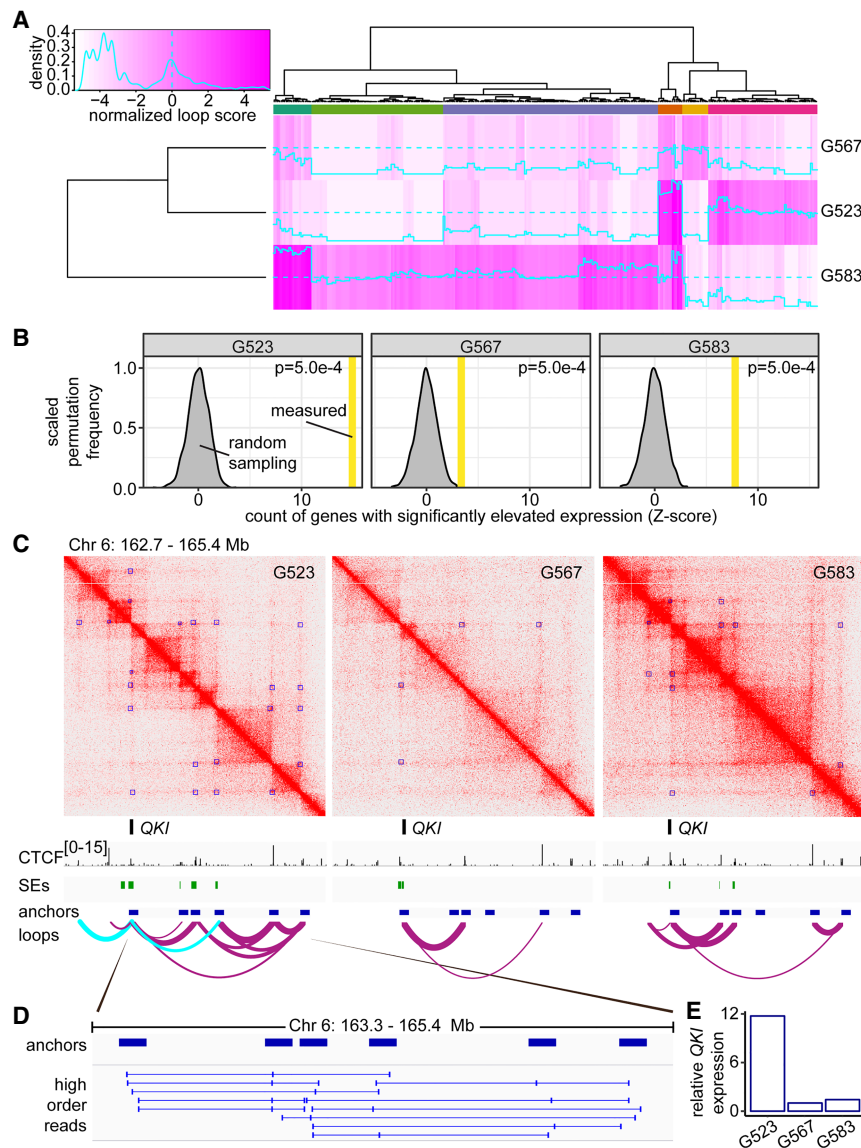 A
density
0.4
0.3
0.2
0.1
0.0
−4 −2 0 2 4
normalized loop score
G567
G523
G583
B
G523 G567 G583
p=5.0e-4 p=5.0e-4 p=5.0e-4
scaled
permutation
frequency
1.0
0.5
0.0
measured
random
sampling
0 10 0 10 0 10
count of genes with significantly elevated expression (Z-score)
C
Chr 6: 162.7 - 165.4 Mb
G523 G567 G583
QKI QKI QKI
CTCF [0-15]
SEs
anchors
loops
D
Chr 6: 163.3 - 165.4 Mb
anchors
high
order
reads
E
relative QKI
expression
12
6
0
G523 G567 G583